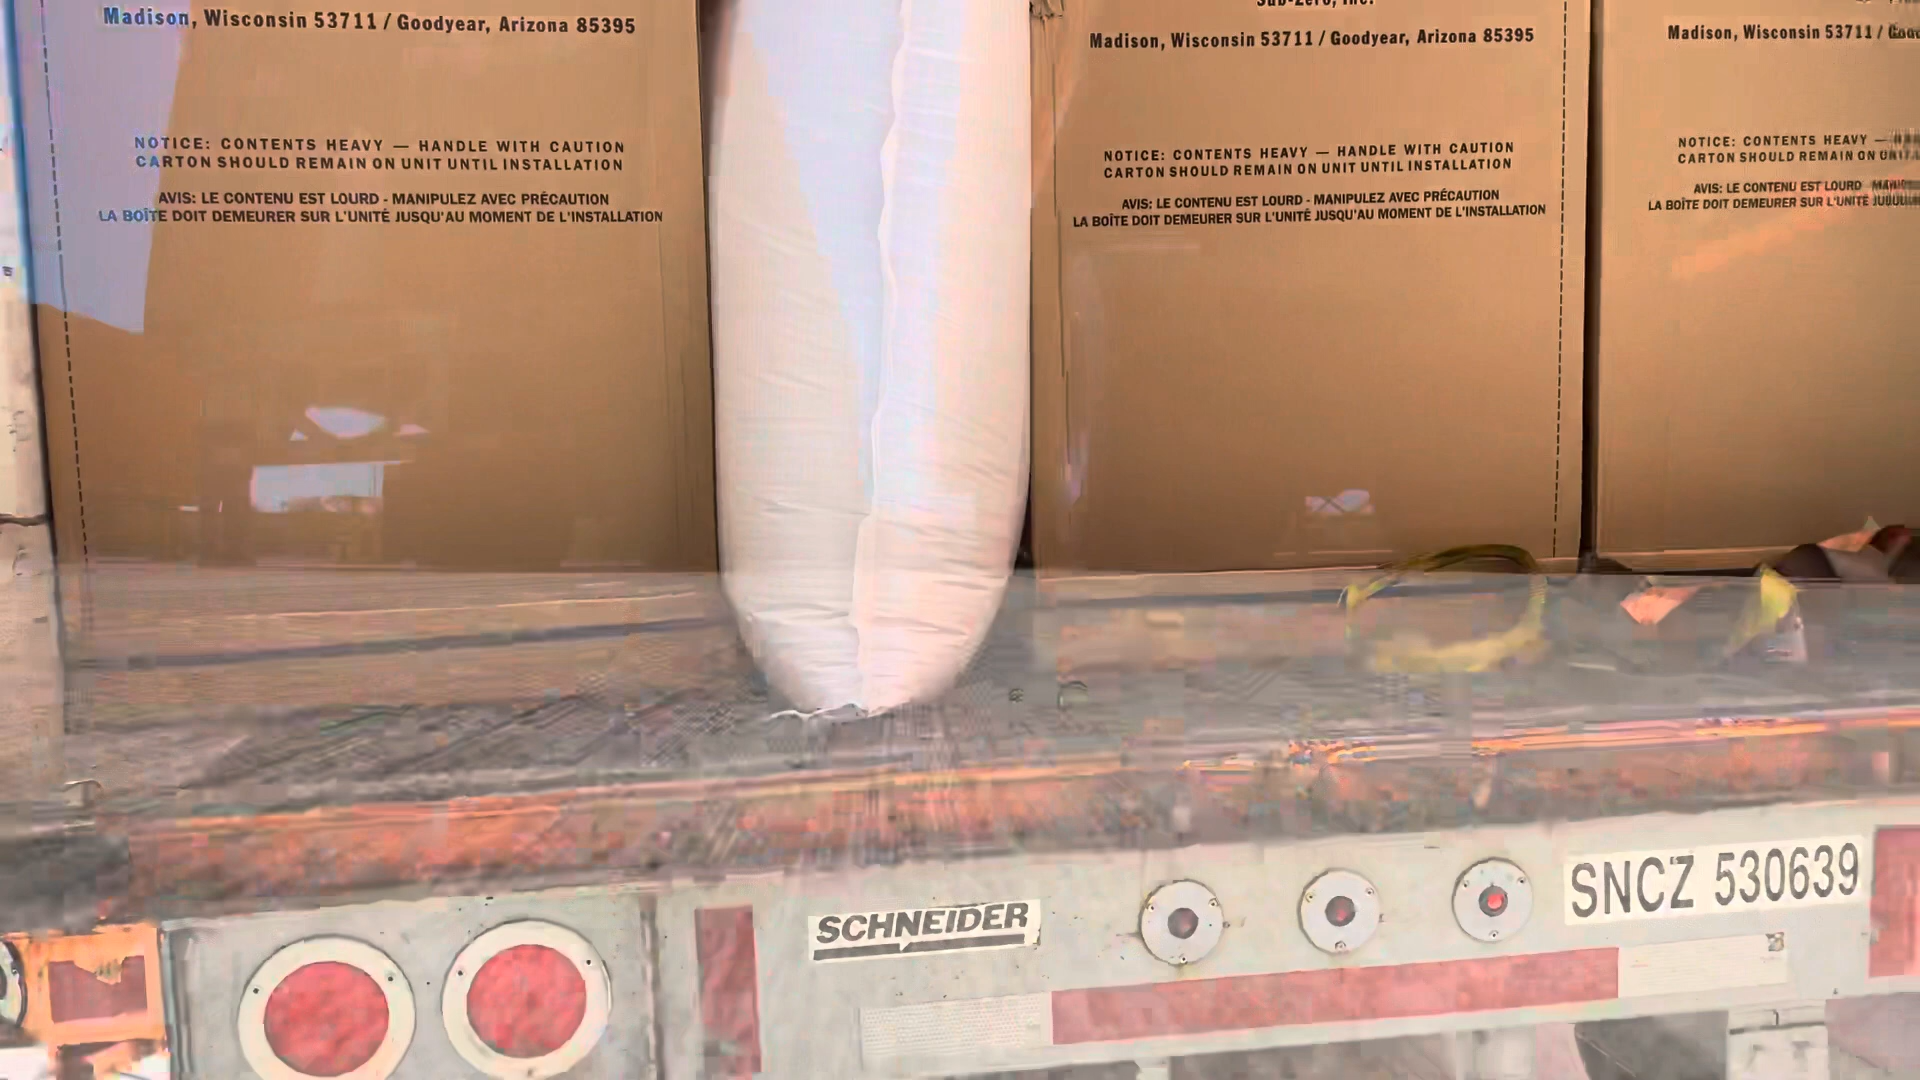 Madison, Wisconsin 53711 / Goodyear, Arizona 85395
NOTICE: CONTENTS HEAVY — HANDLE WITH CAUTION
CARTON SHOULD REMAIN ON UNIT UNTIL INSTALLATION
AVIS: LE CONTENU EST LOURD - MANIPULEZ AVEC PRÉCAUTION
LA BOÎTE DOIT DEMEURER SUR L'UNITÉ JUSQU'AU MOMENT DE L'INSTALLATION
Sub-Zero, Inc.
Madison, Wisconsin 53711 / Goodyear, Arizona 85395
NOTICE: CONTENTS HEAVY — HANDLE WITH CAUTION
CARTON SHOULD REMAIN ON UNIT UNTIL INSTALLATION
AVIS: LE CONTENU EST LOURD - MANIPULEZ AVEC PRÉCAUTION
LA BOÎTE DOIT DEMEURER SUR L'UNITÉ JUSQU'AU MOMENT DE L'INSTALLATION
Madison, Wisconsin 53711 /
NOTICE: CONTENTS HEAVY —
CARTON SHOULD REMAIN ON
AVIS: LE CONTENU EST LOURD
LA BOÎTE DOIT DEMEURER SUR L'UNITÉ
SCHNEIDER
SNCZ 530639